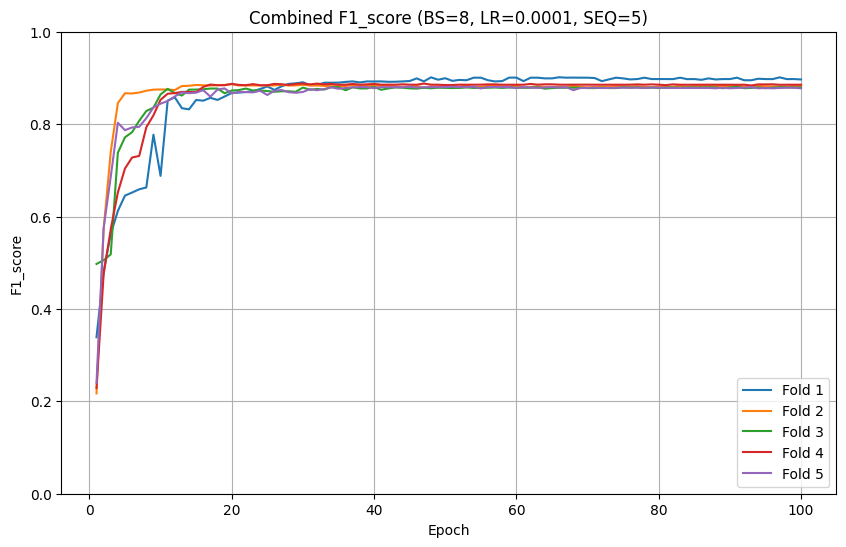 Combined F1_score (BS=8, LR=0.0001, SEQ=5)
1.0
0.8
0.6
0.4
0.2
0.0
F1_score
0 20 40 60 80 100
Epoch
Fold 1
Fold 2
Fold 3
Fold 4
Fold 5